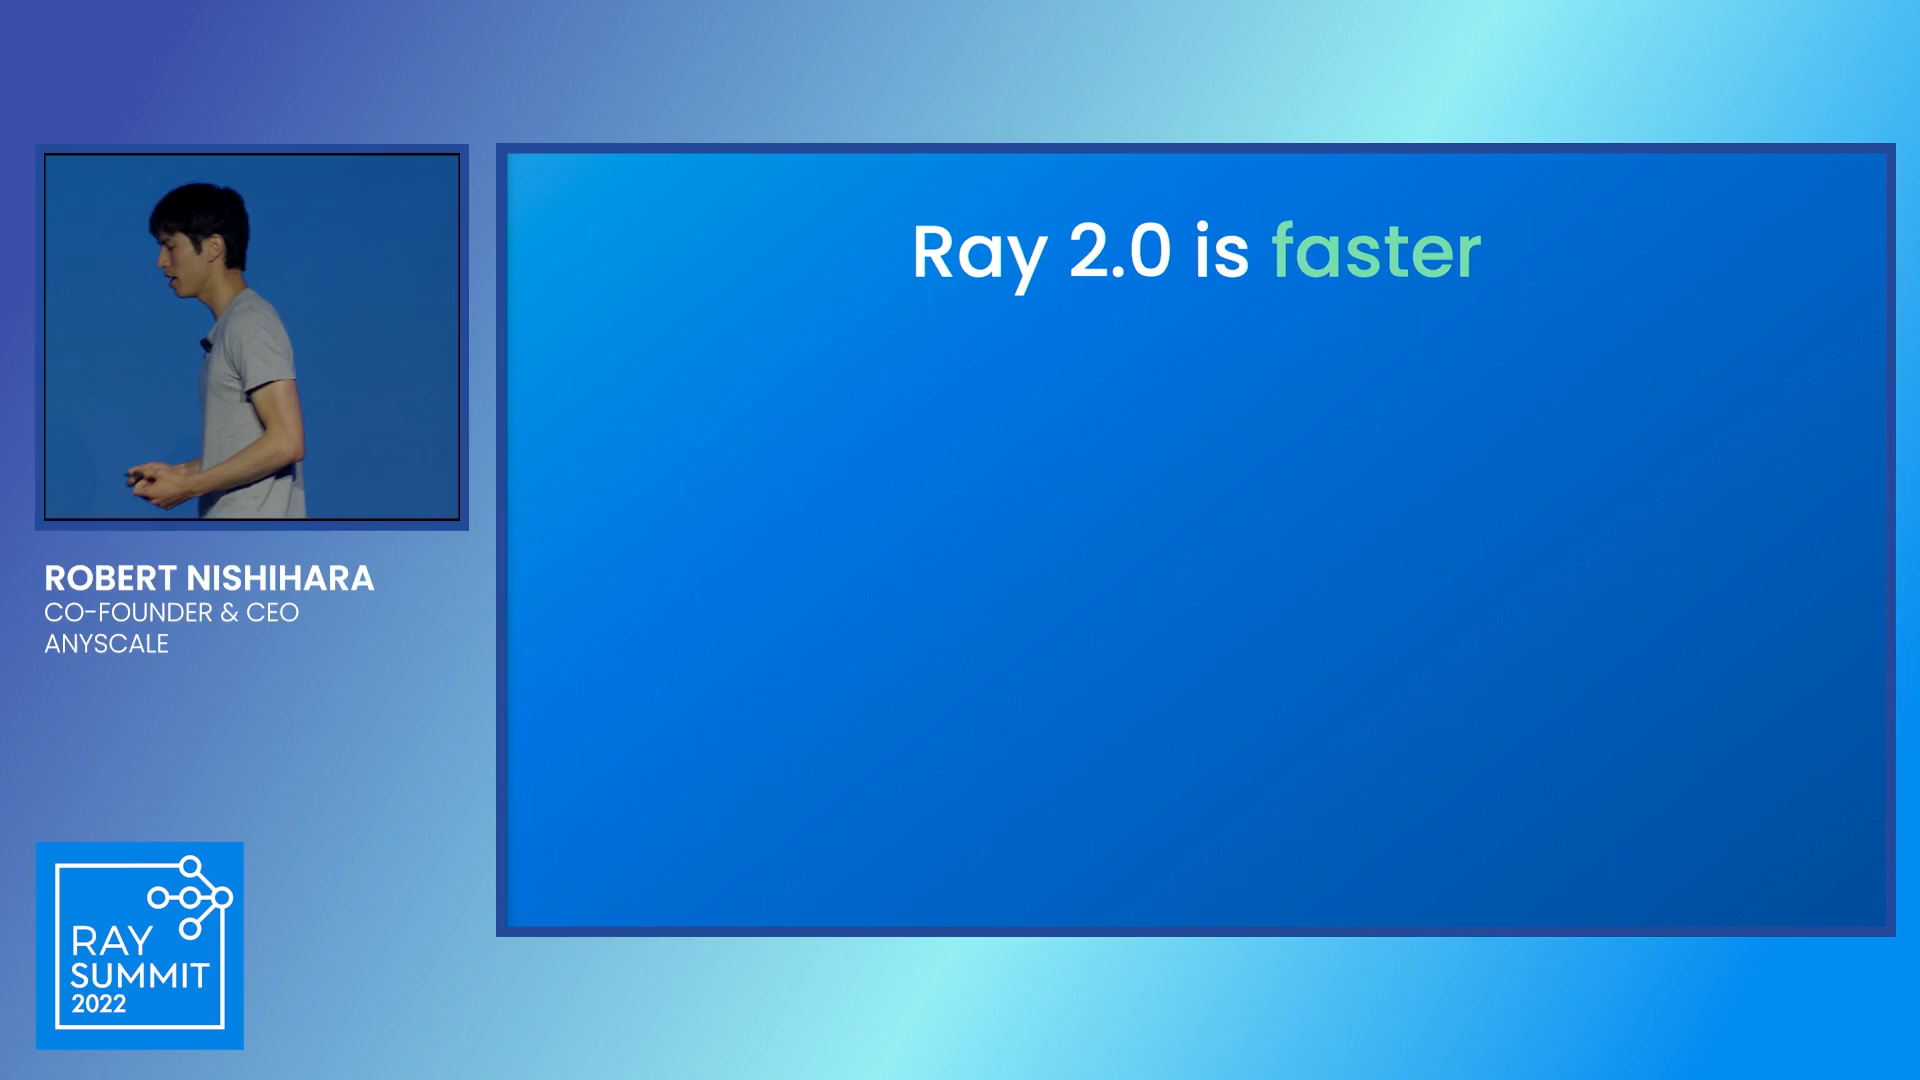 Ray 2.0 is faster
ROBERT NISHIHARA
CO-FOUNDER & CEO
ANYSCALE
RAY
SUMMIT
2022